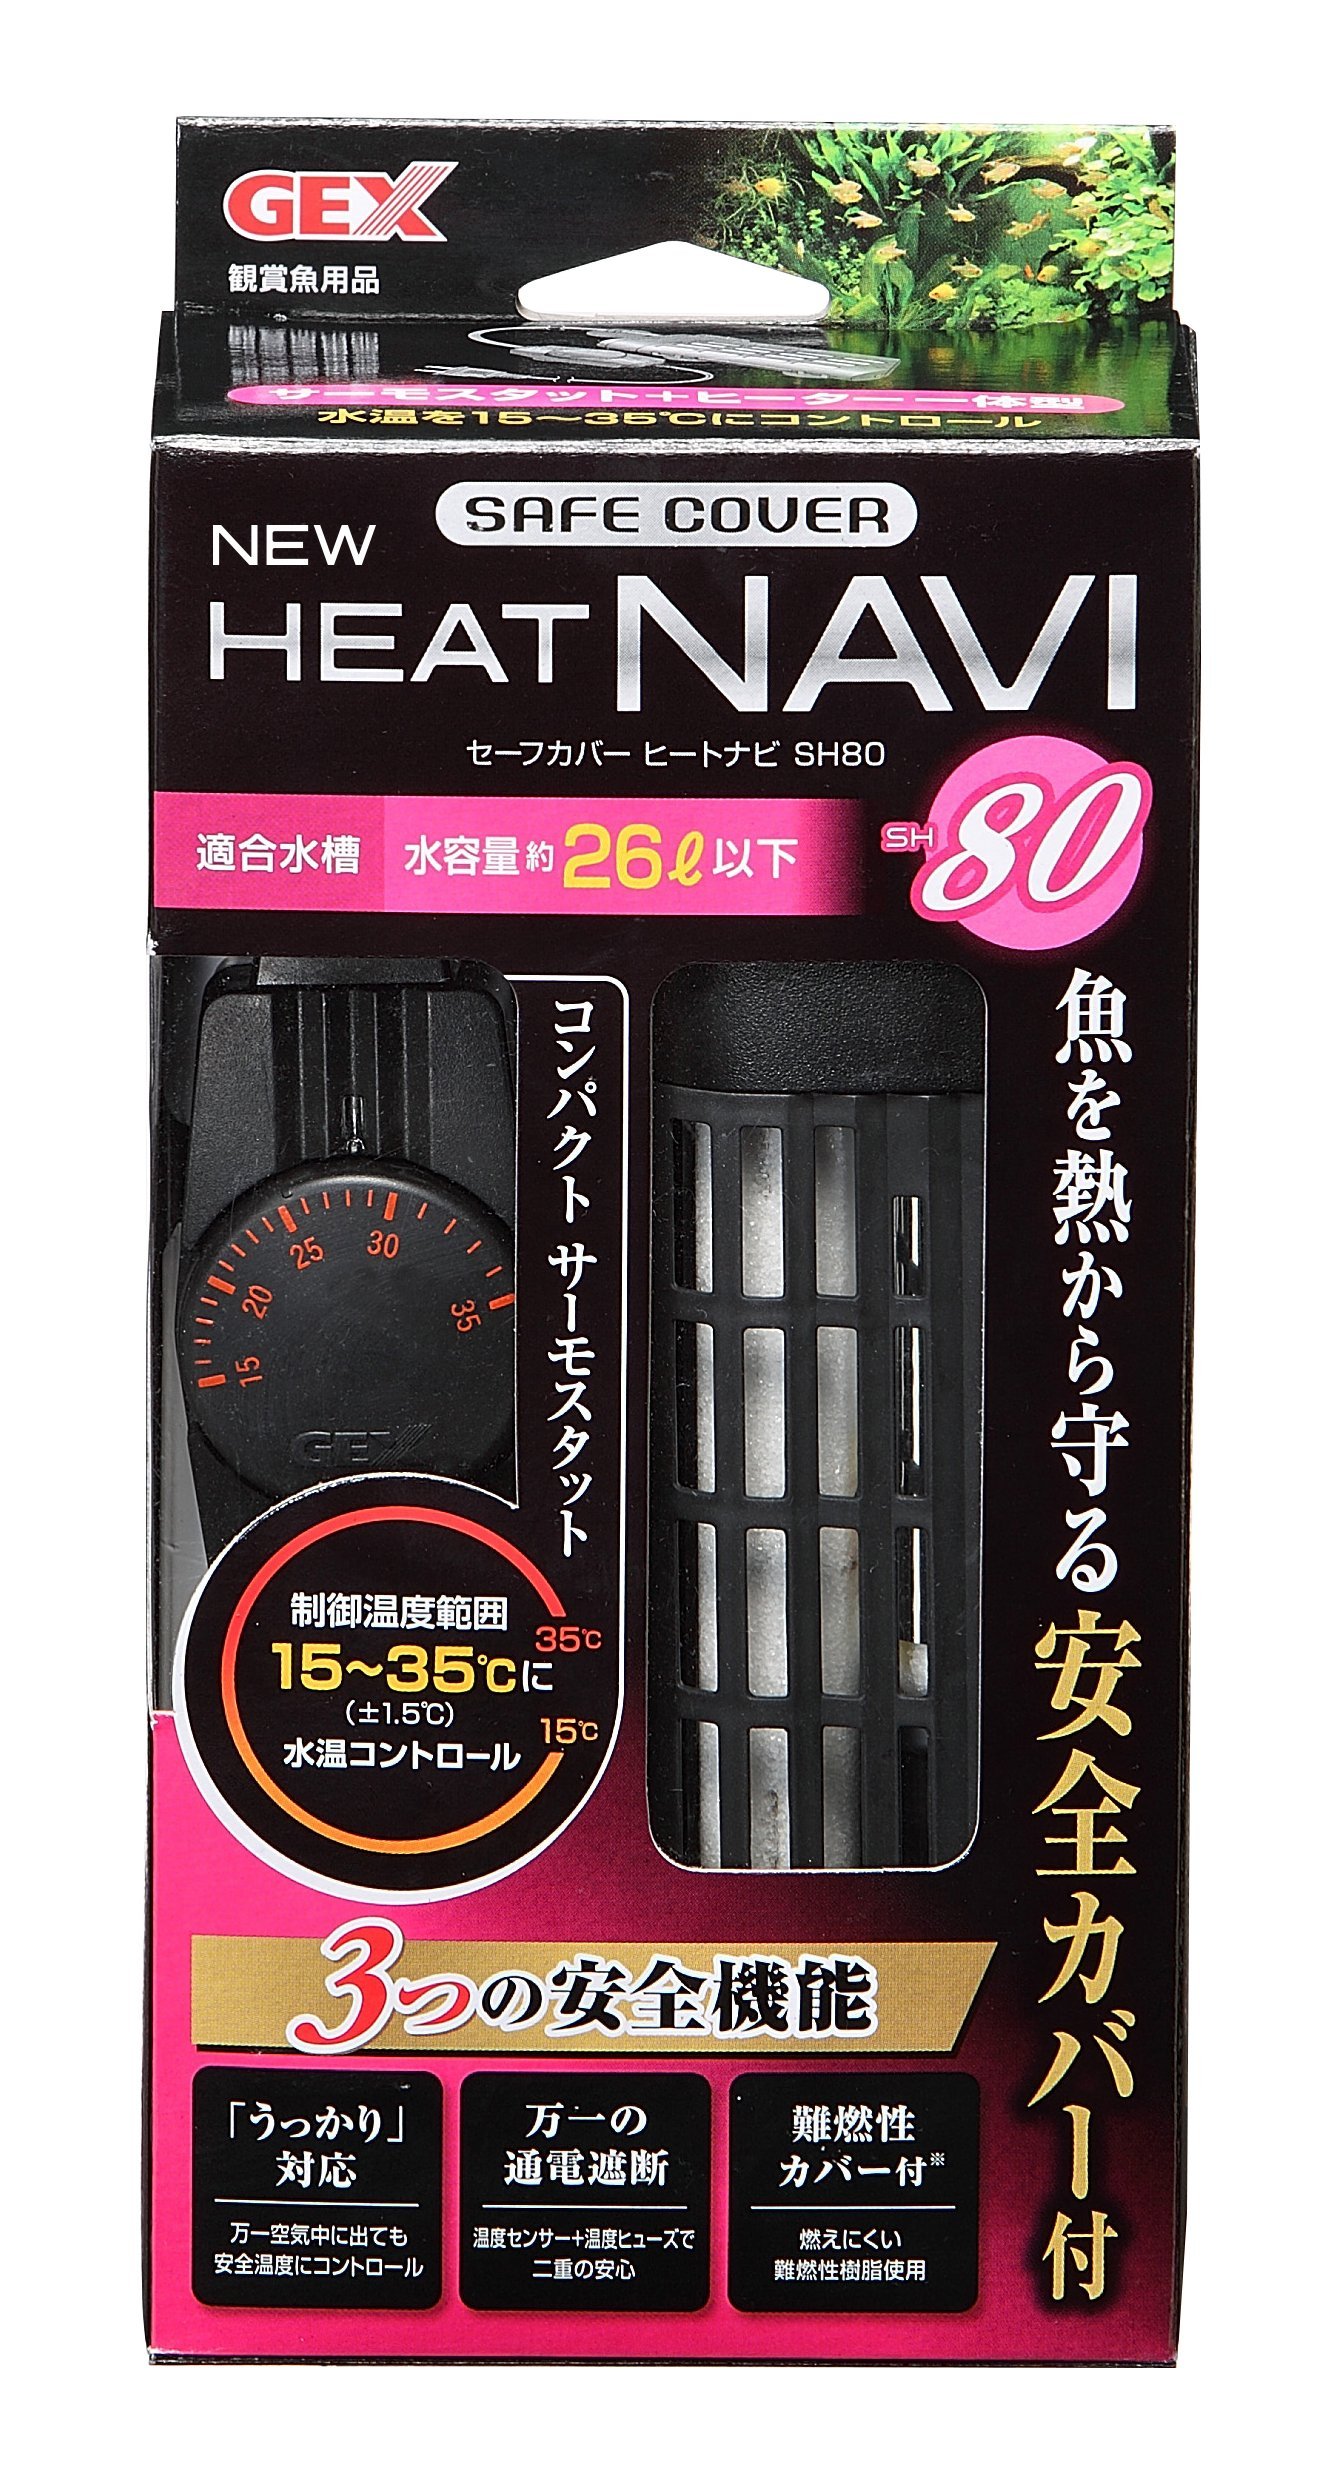 GEX
観賞魚用品
サーモスタット+ヒーター一体型
水温を15〜35℃にコントロール
SAFE COVER
NEW
HEAT NAVI
セーフカバー ヒートナビ SH80
適合水槽 水容量約26ℓ以下
SH 80
魚を熱から守る安全カバー付
コンパクト サーモスタット
15 20 25 30 35
GEX
制御温度範囲
15〜35℃に
(±1.5℃)
水温コントロール
35℃
15℃
3つの安全機能
「うっかり」
対応
万一空気中に出ても
安全温度にコントロール
万一の
通電遮断
温度センサー+温度ヒューズで
二重の安心
難燃性
カバー付※
燃えにくい
難燃性樹脂使用